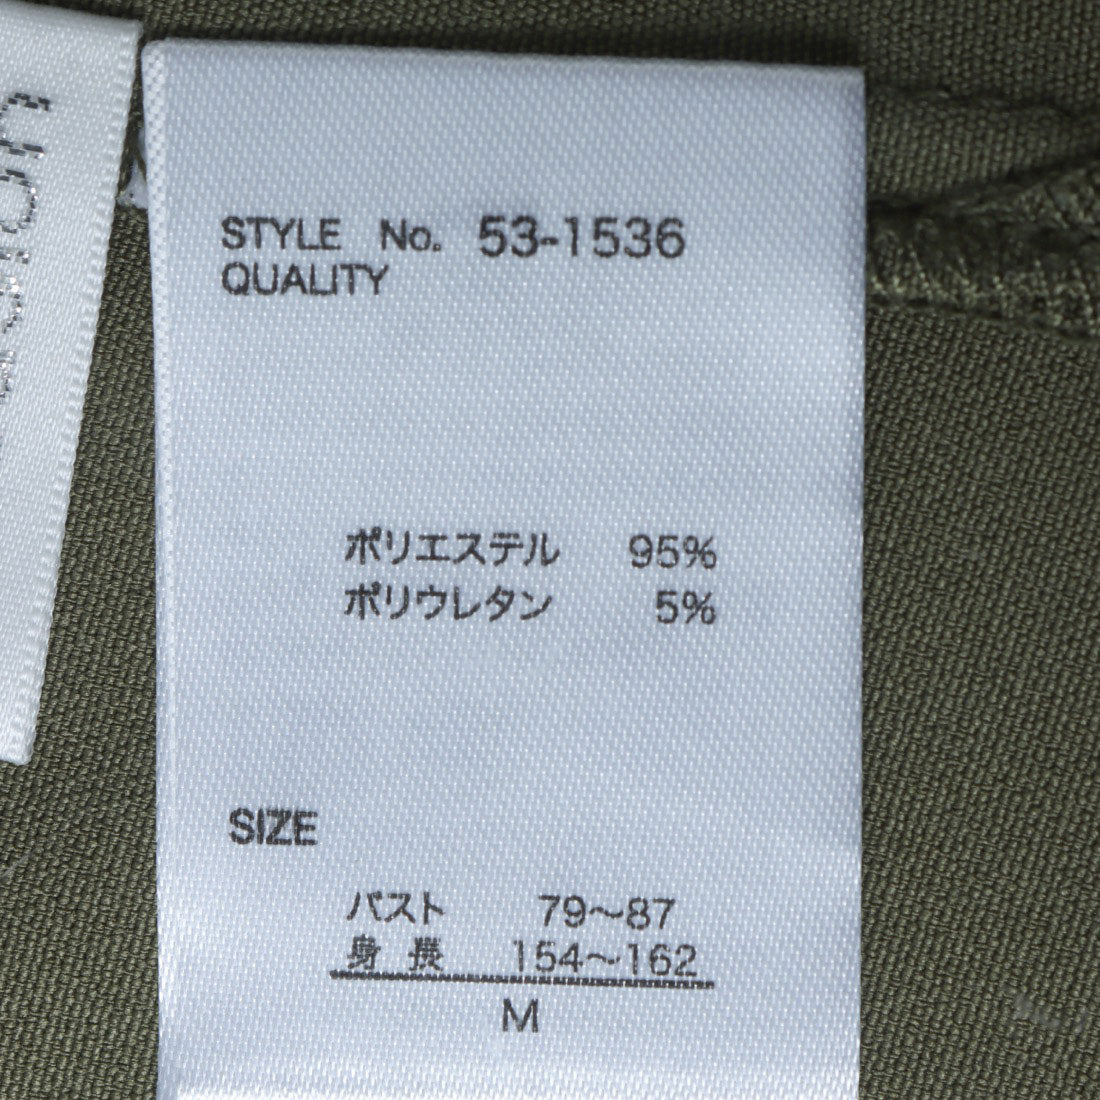 STYLE No. 53-1536
QUALITY
ポリエステル 95%
ポリウレタン 5%
SIZE
バスト 79〜87
身長 154〜162
M